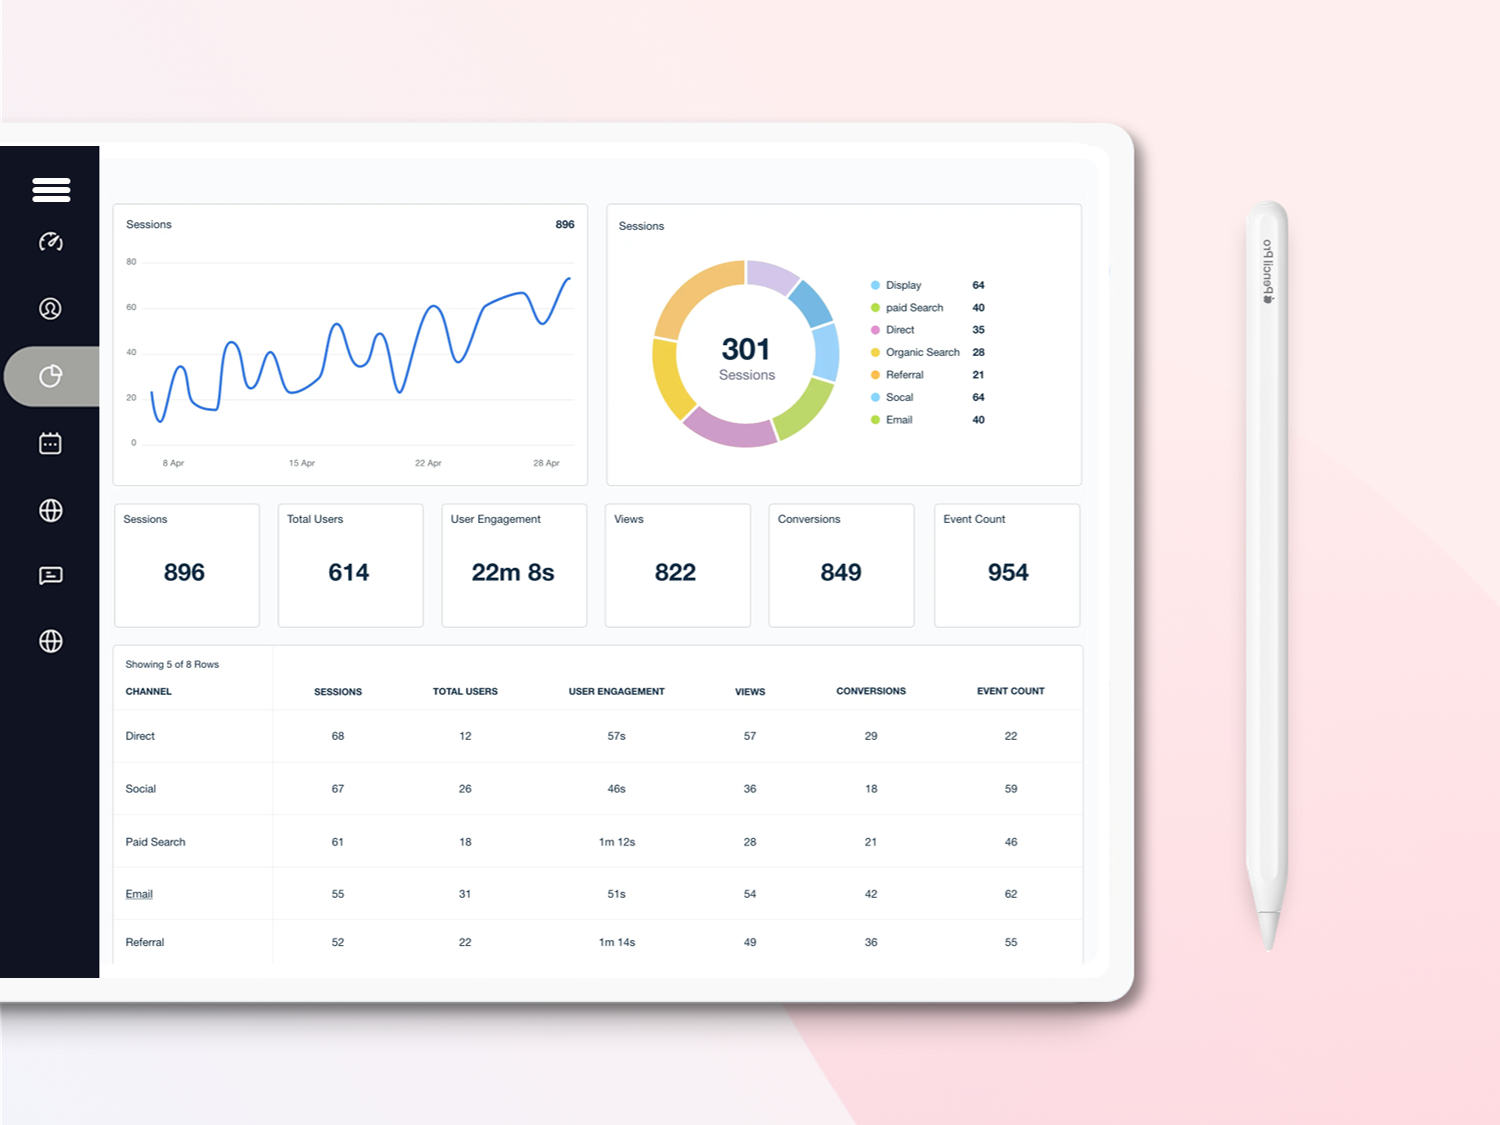 Sessions 896
80
60
40
20
0
8 Apr 15 Apr 22 Apr 28 Apr
Sessions
301
Sessions
Display 64
paid Search 40
Direct 35
Organic Search 28
Referral 21
Socal 64
Email 40
Sessions
896
Total Users
614
User Engagement
22m 8s
Views
822
Conversions
849
Event Count
954
Showing 5 of 8 Rows
CHANNEL SESSIONS TOTAL USERS USER ENGAGEMENT VIEWS CONVERSIONS EVENT COUNT
Direct 68 12 57s 57 29 22
Social 67 26 46s 36 18 59
Paid Search 61 18 1m 12s 28 21 46
Email 55 31 51s 54 42 62
Referral 52 22 1m 14s 49 36 55
Pencil Pro